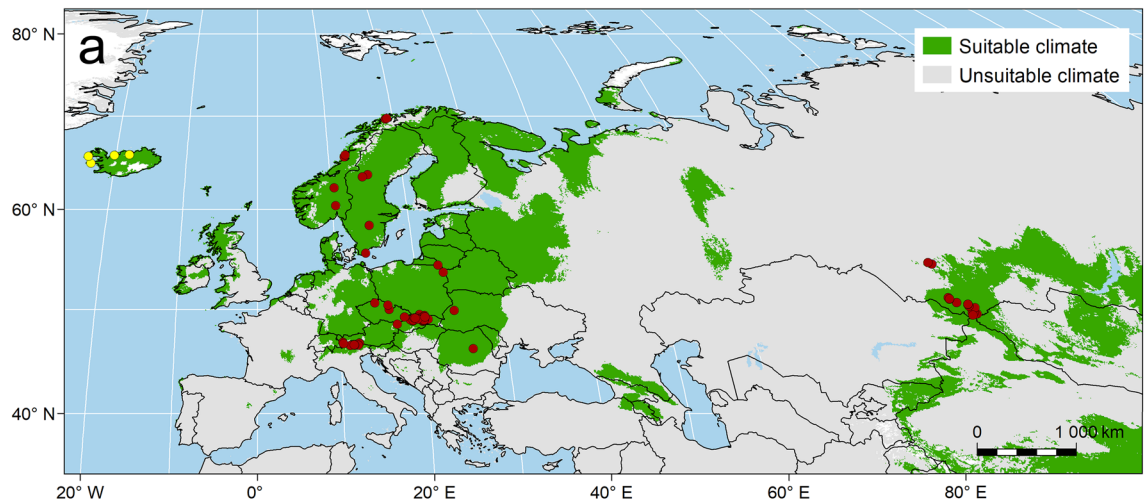 a
80° N
60° N
40° N
Suitable climate
Unsuitable climate
0 1 000 km
20° W 0° 20° E 40° E 60° E 80° E